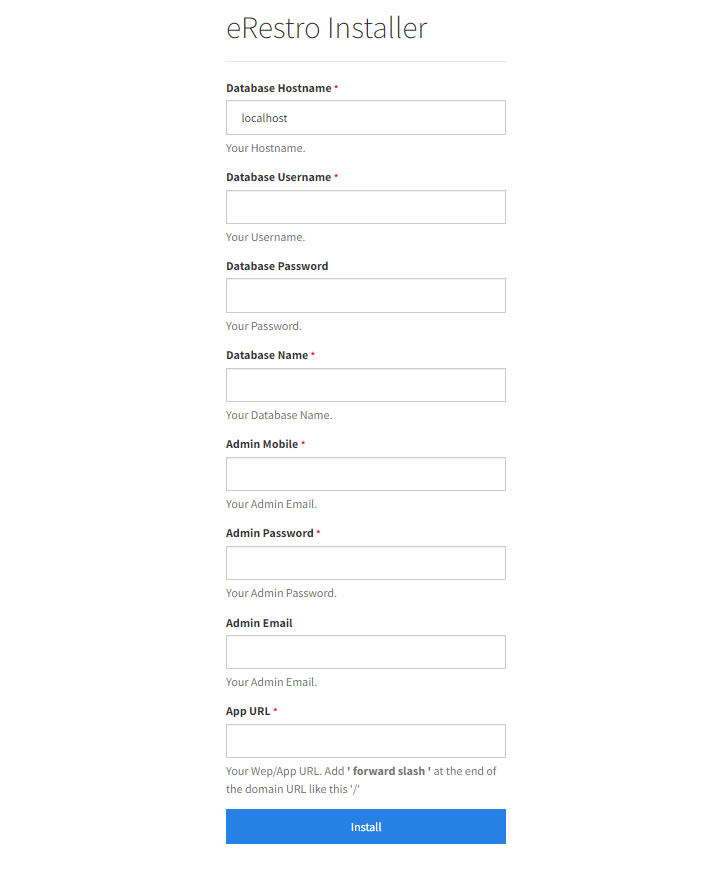 eRestro Installer
Database Hostname *
localhost
Your Hostname.
Database Username *
Your Username.
Database Password
Your Password.
Database Name *
Your Database Name.
Admin Mobile *
Your Admin Email.
Admin Password *
Your Admin Password.
Admin Email
Your Admin Email.
App URL *
Your Wep/App URL. Add ' forward slash ' at the end of
the domain URL like this '/'
Install